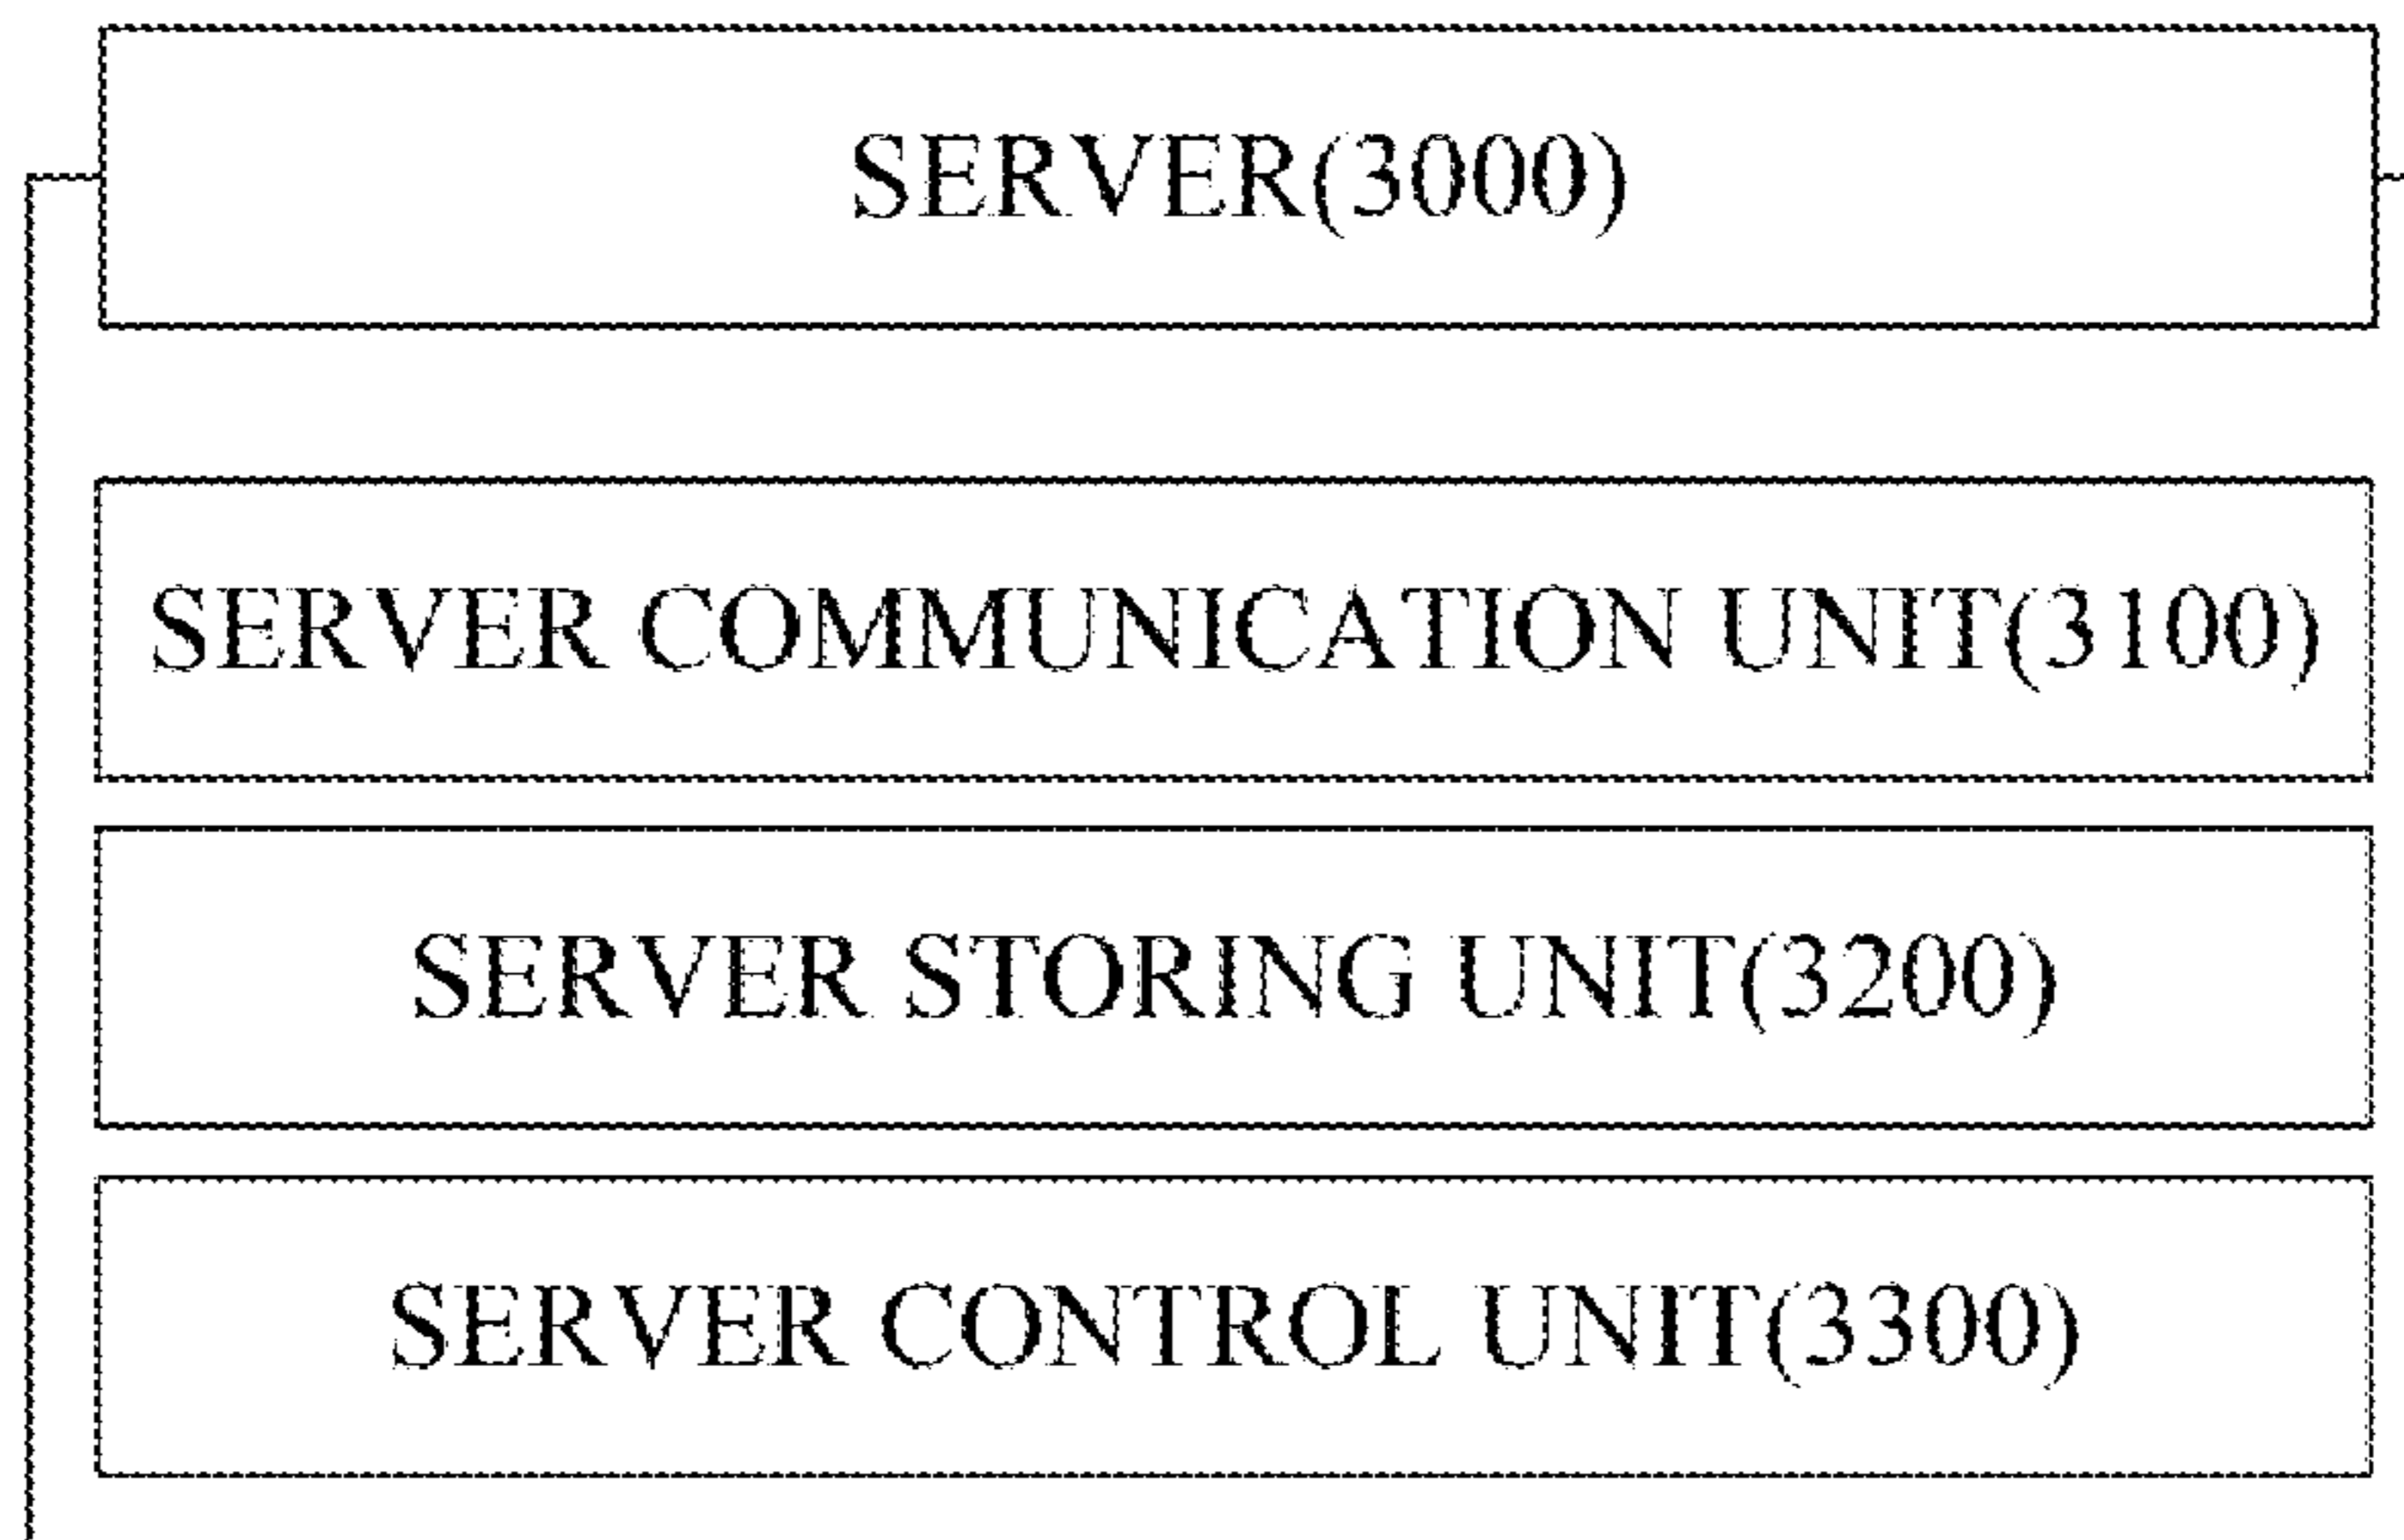 SERVER(3000)
SERVER COMMUNICATION UNIT(3100)
SERVER STORING UNIT(3200)
SERVER CONTROL UNIT(3300)